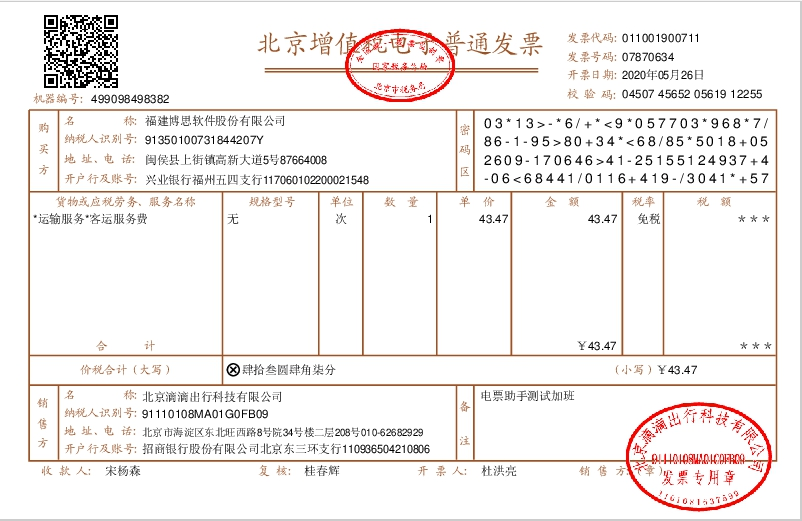 北京增值税电子普通发票
发票代码: 011001900711
发票号码: 07870634
开票日期: 2020年05月26日
校 验 码: 04507 45652 05619 12255
机器编号: 499098498382
全国统一发票监制章
国家税务总局
北京市税务局
购买方
名 称: 福建博思软件股份有限公司
纳税人识别号: 91350100731844207Y
地 址、电 话: 闽侯县上街镇高新大道5号87664008
开户行及账号: 兴业银行福州五四支行117060102200021548
密码区
03*13>-*6/+*<9*057703*968*7/
86-1-95>80+34*<68/85*5018+05
2609-170646>41-25155124937+4
-06<68441/0116+419-/3041*+57
货物或应税劳务、服务名称 规格型号 单位 数 量 单 价 金 额 税率 税 额
*运输服务*客运服务费 无 次 1 43.47 43.47 免税 ***
合 计 ¥43.47 ***
价税合计（大写） ⊗肆拾叁圆肆角柒分 （小写）¥43.47
销售方
名 称: 北京滴滴出行科技有限公司
纳税人识别号: 91110108MA01G0FB09
地 址、电 话: 北京市海淀区东北旺西路8号院34号楼二层208号010-62682929
开户行及账号: 招商银行股份有限公司北京东三环支行110936504210806
备注
电票助手测试加班
收 款 人: 宋杨森 复 核: 桂春辉 开 票 人: 杜洪亮 销 售 方:（章）
北京滴滴出行科技有限公司
91110108MA01G0FB09
发票专用章